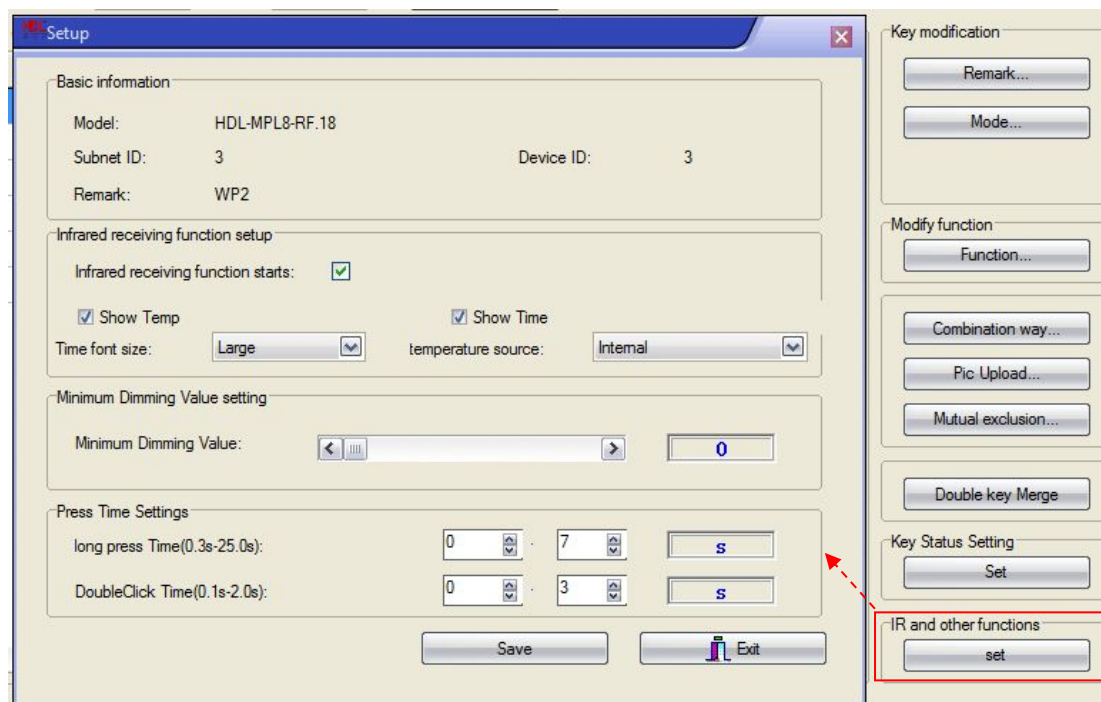 HDL
Setup
Basic information
Model: HDL-MPL8-RF.18
Subnet ID: 3 Device ID: 3
Remark: WP2
Infrared receiving function setup
Infrared receiving function starts:
Show Temp Show Time
Time font size: Large temperature source: Internal
Minimum Dimming Value setting
Minimum Dimming Value: 0
Press Time Settings
long press Time(0.3s-25.0s): 0 . 7 s
DoubleClick Time(0.1s-2.0s): 0 . 3 s
Save Exit
Key modification
Remark...
Mode...
Modify function
Function...
Combination way...
Pic Upload...
Mutual exclusion...
Double key Merge
Key Status Setting
Set
IR and other functions
set